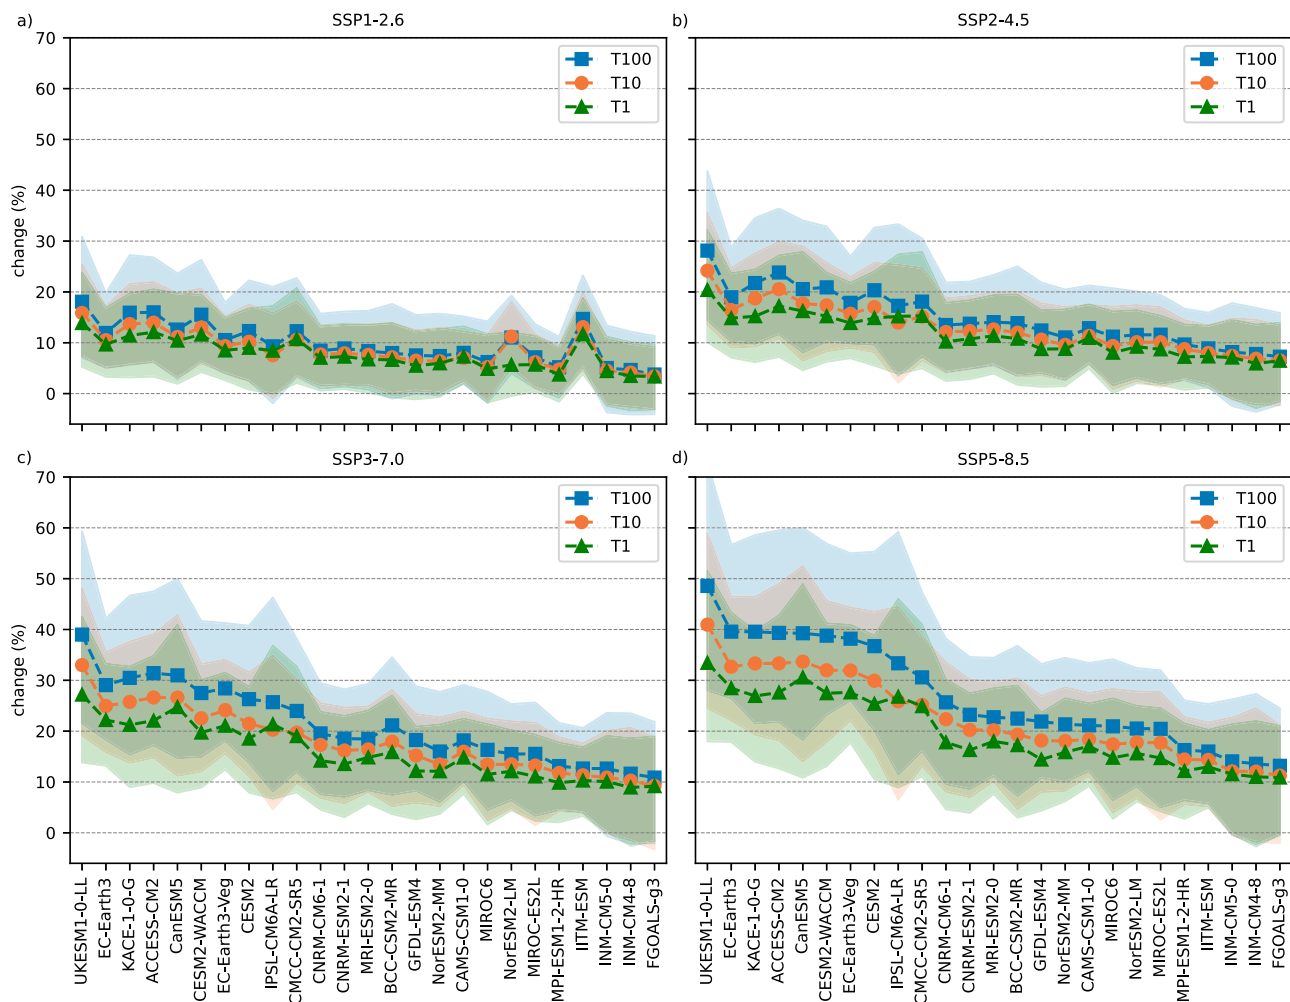 a)
SSP1-2.6
70
60
50
40
30
20
10
0
change (%)
T100
T10
T1
b)
SSP2-4.5
T100
T10
T1
c)
SSP3-7.0
70
60
50
40
30
20
10
0
change (%)
T100
T10
T1
UKESM1-0-LL
EC-Earth3
KACE-1-0-G
ACCESS-CM2
CanESM5
CESM2-WACCM
EC-Earth3-Veg
CESM2
IPSL-CM6A-LR
CMCC-CM2-SR5
CNRM-CM6-1
CNRM-ESM2-1
MRI-ESM2-0
BCC-CSM2-MR
GFDL-ESM4
NorESM2-MM
CAMS-CSM1-0
MIROC6
NorESM2-LM
MIROC-ES2L
MPI-ESM1-2-HR
IITM-ESM
INM-CM5-0
INM-CM4-8
FGOALS-g3
d)
SSP5-8.5
T100
T10
T1
UKESM1-0-LL
EC-Earth3
KACE-1-0-G
ACCESS-CM2
CanESM5
CESM2-WACCM
EC-Earth3-Veg
CESM2
IPSL-CM6A-LR
CMCC-CM2-SR5
CNRM-CM6-1
CNRM-ESM2-1
MRI-ESM2-0
BCC-CSM2-MR
GFDL-ESM4
NorESM2-MM
CAMS-CSM1-0
MIROC6
NorESM2-LM
MIROC-ES2L
MPI-ESM1-2-HR
IITM-ESM
INM-CM5-0
INM-CM4-8
FGOALS-g3